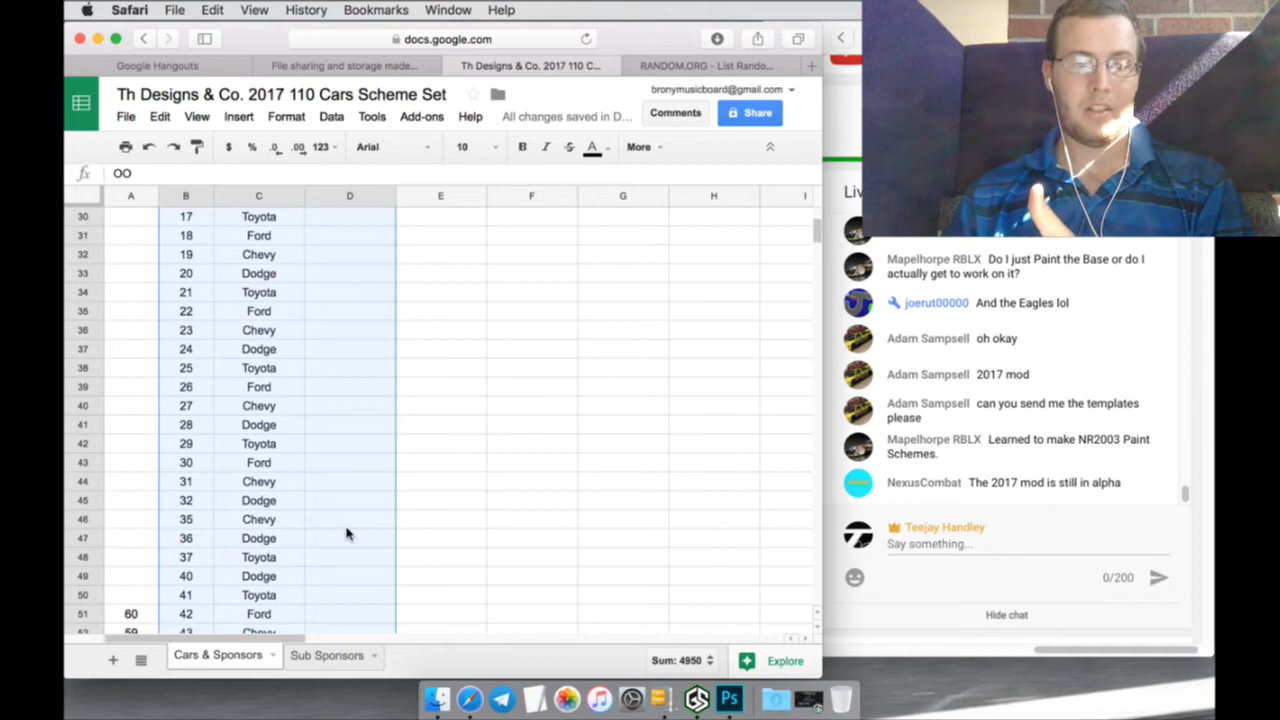 Safari File Edit View History Bookmarks Window Help
docs.google.com
Google Hangouts File sharing and storage made... Th Designs & Co. 2017 110 C... RANDOM.ORG - List Rando...
Th Designs & Co. 2017 110 Cars Scheme Set
bronymusicboard@gmail.com
File Edit View Insert Format Data Tools Add-ons Help All changes saved in D...
Comments Share
$ % .0 .00 123 Arial 10 B I S A More
fx OO
A B C D E F G H I
30 17 Toyota
31 18 Ford
32 19 Chevy
33 20 Dodge
34 21 Toyota
35 22 Ford
36 23 Chevy
37 24 Dodge
38 25 Toyota
39 26 Ford
40 27 Chevy
41 28 Dodge
42 29 Toyota
43 30 Ford
44 31 Chevy
45 32 Dodge
46 35 Chevy
47 36 Dodge
48 37 Toyota
49 40 Dodge
50 41 Toyota
51 60 42 Ford
52 59 43 Chevy
Cars & Sponsors Sub Sponsors
Sum: 4950 Explore
Mapelhorpe RBLX Do I just Paint the Base or do I
actually get to work on it?
joerut00000 And the Eagles lol
Adam Sampsell oh okay
Adam Sampsell 2017 mod
Adam Sampsell can you send me the templates
please
Mapelhorpe RBLX Learned to make NR2003 Paint
Schemes.
NexusCombat The 2017 mod is still in alpha
Teejay Handley
Say something...
0/200
Hide chat
Ps